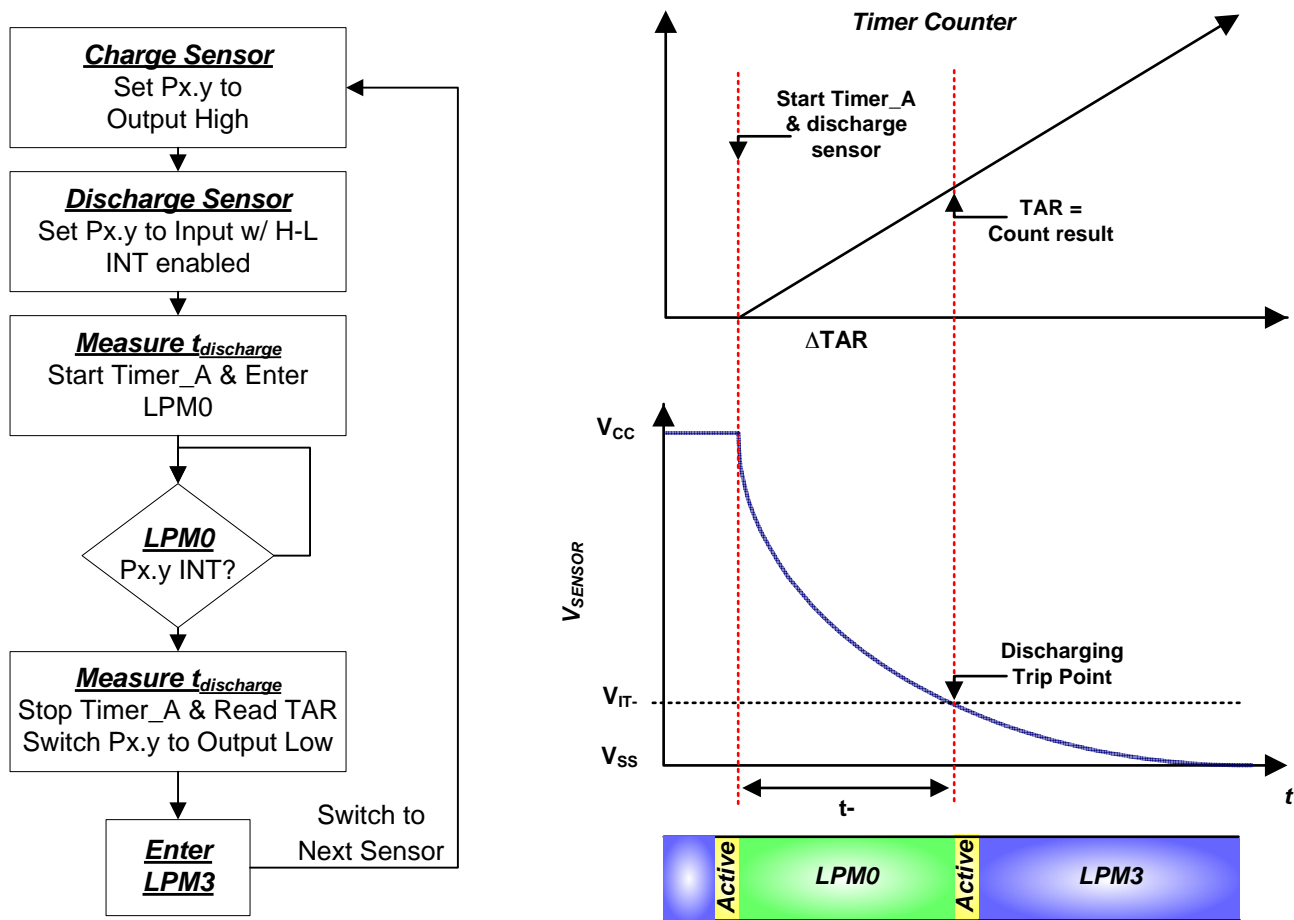 Charge Sensor
Set Px.y to
Output High
Discharge Sensor
Set Px.y to Input w/ H-L
INT enabled
Measure tdischarge
Start Timer_A & Enter
LPM0
LPM0
Px.y INT?
Measure tdischarge
Stop Timer_A & Read TAR
Switch Px.y to Output Low
Enter
LPM3
Switch to
Next Sensor
Timer Counter
Start Timer_A
& discharge
sensor
TAR =
Count result
ΔTAR
VCC
VSENSOR
Discharging
Trip Point
VIT-
VSS
t-
t
Active
LPM0
Active
LPM3